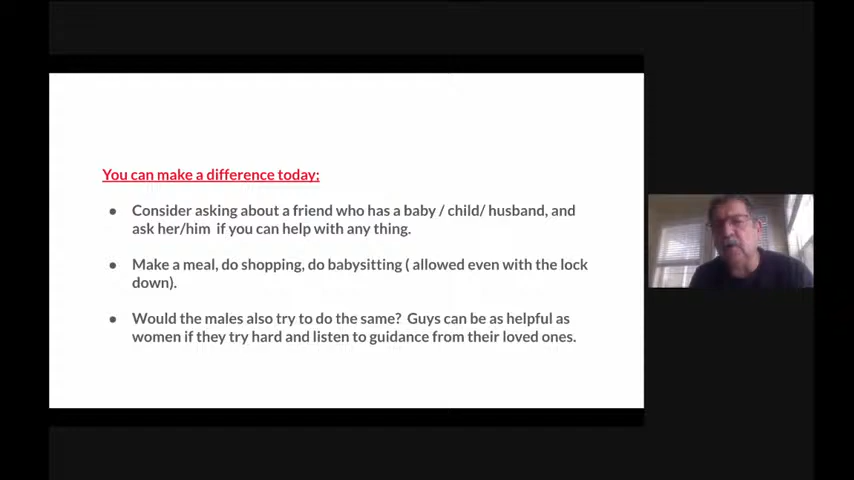 You can make a difference today;
● Consider asking about a friend who has a baby / child/ husband, and
ask her/him if you can help with any thing.
● Make a meal, do shopping, do babysitting ( allowed even with the lock
down).
● Would the males also try to do the same? Guys can be as helpful as
women if they try hard and listen to guidance from their loved ones.